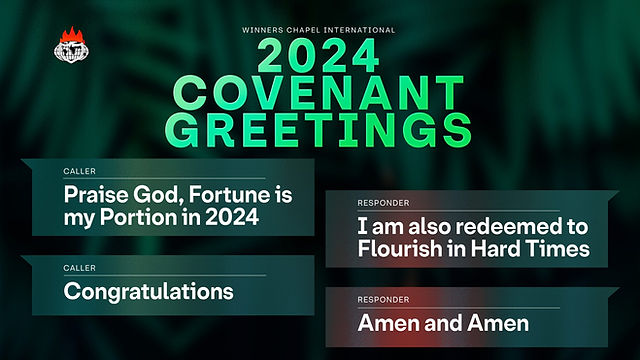 WINNERS CHAPEL INTERNATIONAL
2024
COVENANT
GREETINGS
CALLER
Praise God, Fortune is
my Portion in 2024
RESPONDER
I am also redeemed to
Flourish in Hard Times
CALLER
Congratulations
RESPONDER
Amen and Amen